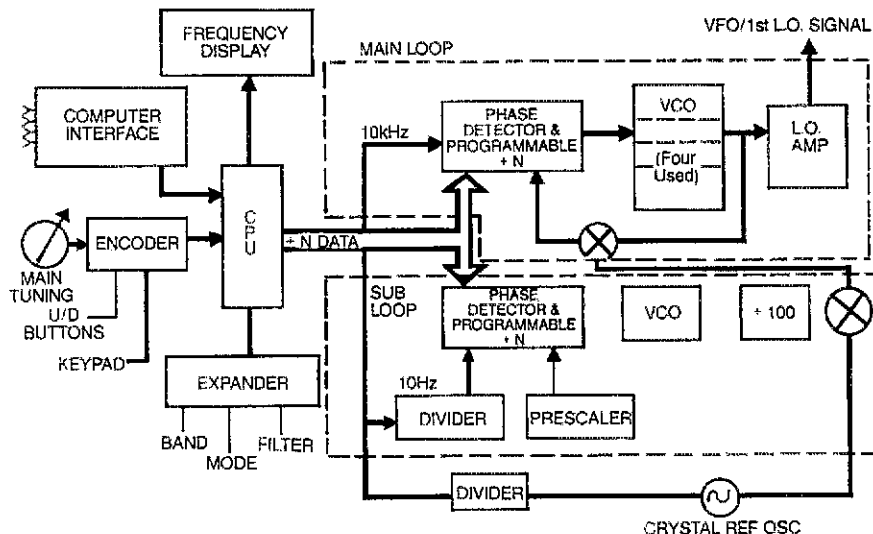 FREQUENCY
DISPLAY
VFO/1st L.O. SIGNAL
MAIN LOOP
COMPUTER
INTERFACE
10kHz
PHASE
DETECTOR &
PROGRAMMABLE
+ N
VCO
(Four
Used)
L.O.
AMP
CPU
ENCODER
+ N DATA
MAIN
TUNING
U/D
BUTTONS
KEYPAD
SUB
LOOP
PHASE
DETECTOR &
PROGRAMMABLE
+ N
VCO
÷ 100
EXPANDER
10Hz
DIVIDER
PRESCALER
BAND
MODE
FILTER
DIVIDER
CRYSTAL REF OSC